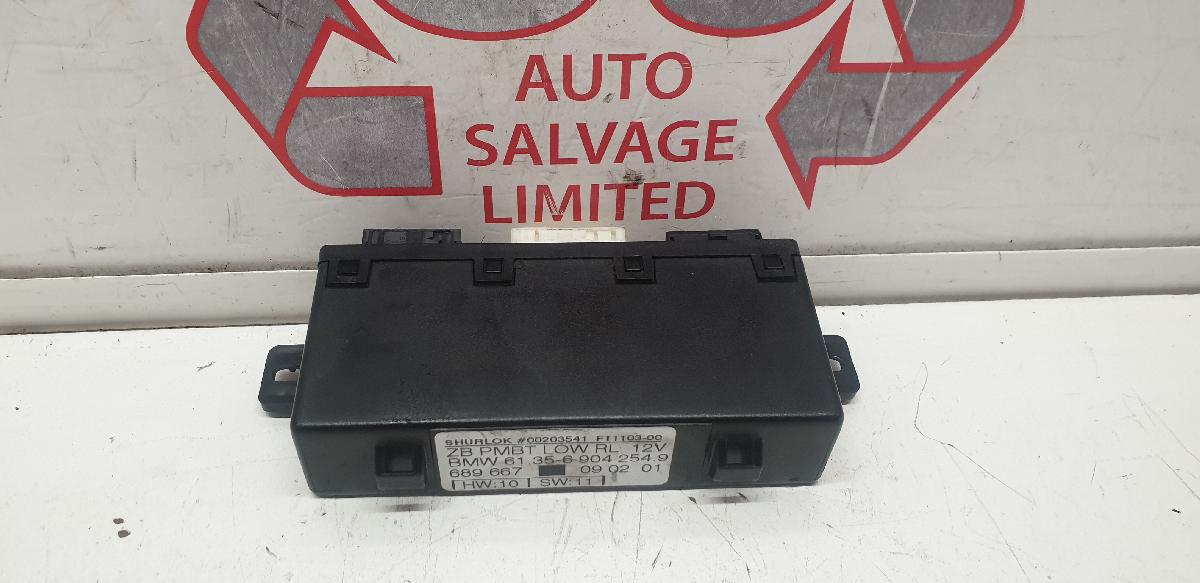 AUTO
SALVAGE
LIMITED
SHURLOK #00203541 FI1103-00
ZB PMBT LOW RL 12V
BMW 61.35-6 904 254.9
689 667 09 02 01
HW:10 SW:11